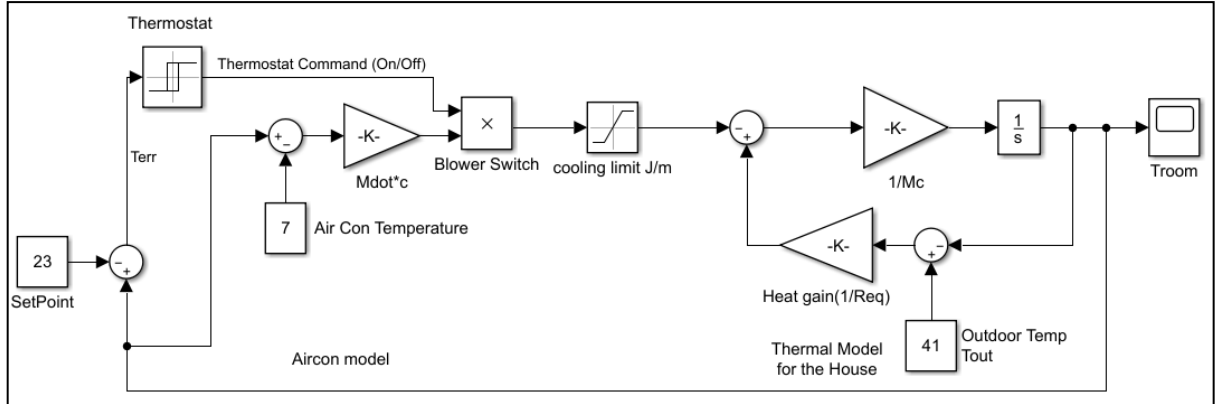 Thermostat
Thermostat Command (On/Off)
+
−
-K-
Mdot*c
×
Blower Switch
cooling limit J/m
−
+
-K-
1/Mc
1
s
Troom
Terr
7
Air Con Temperature
23
SetPoint
−
+
-K-
Heat gain(1/Req)
−
+
41
Outdoor Temp
Tout
Aircon model
Thermal Model
for the House